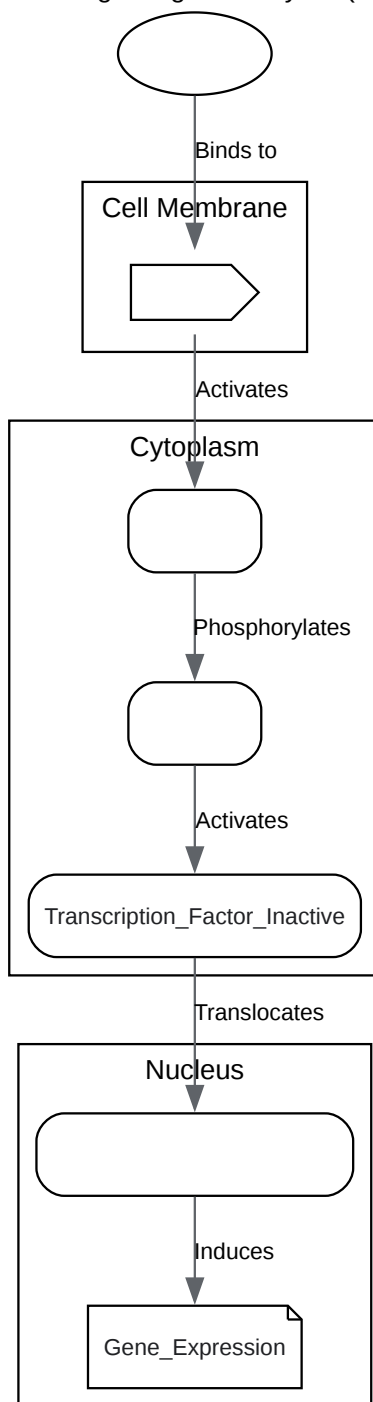 Binds to
Cell Membrane
Activates
Cytoplasm
Phosphorylates
Activates
Transcription_Factor_Inactive
Translocates
Nucleus
Induces
Gene_Expression